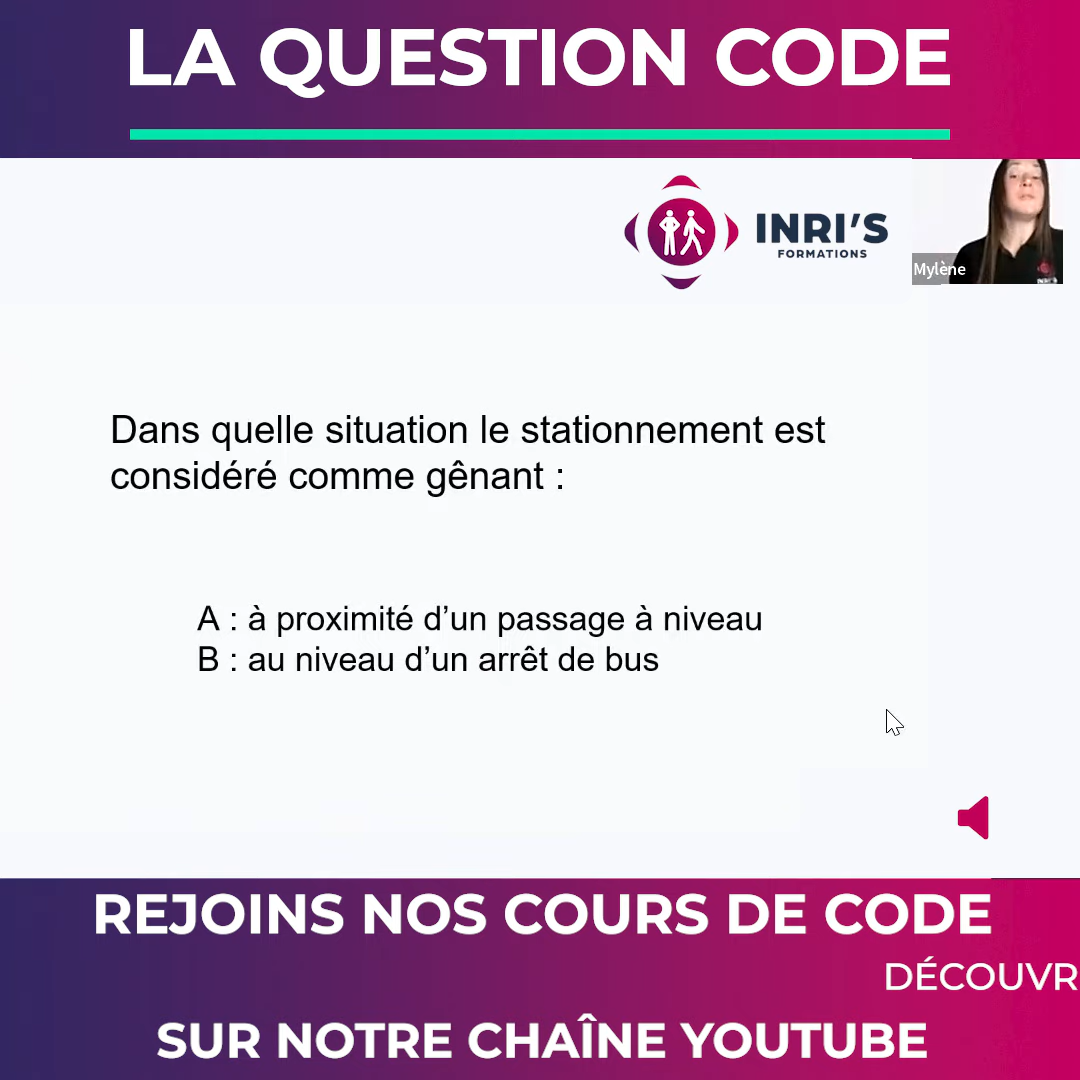 LA QUESTION CODE
INRI'S
FORMATIONS
Mylène
Dans quelle situation le stationnement est
considéré comme gênant :
A : à proximité d'un passage à niveau
B : au niveau d'un arrêt de bus
REJOINS NOS COURS DE CODE
DÉCOUVR
SUR NOTRE CHAÎNE YOUTUBE